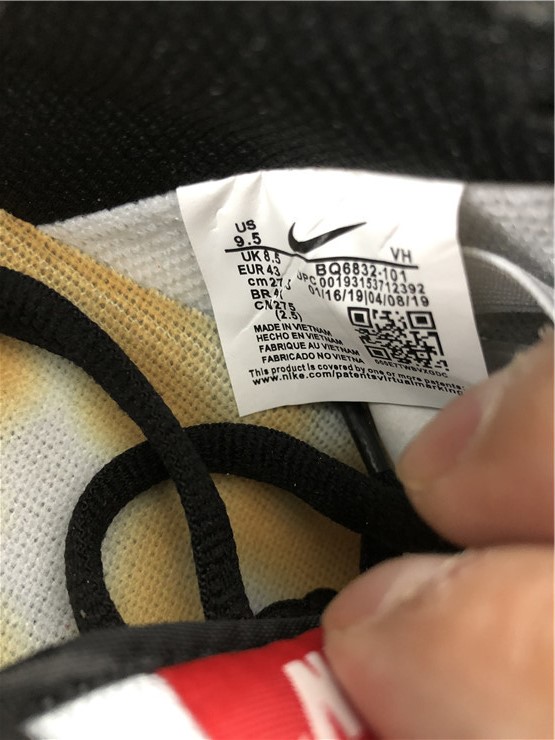 US
9.5
VH
UK 8.5
EUR 43
BQ6832-101
cm 27.5
UPC 00193153712392
BR 41
01/16/19|04/08/19
CN 275
(2.5)
MADE IN VIETNAM
HECHO EN VIETNAM
FABRIQUE AU VIETNAM
FABRICADO NO VIETNA
This product is covered by one or more patents.
www.nike.com/patentsvirtualmarking